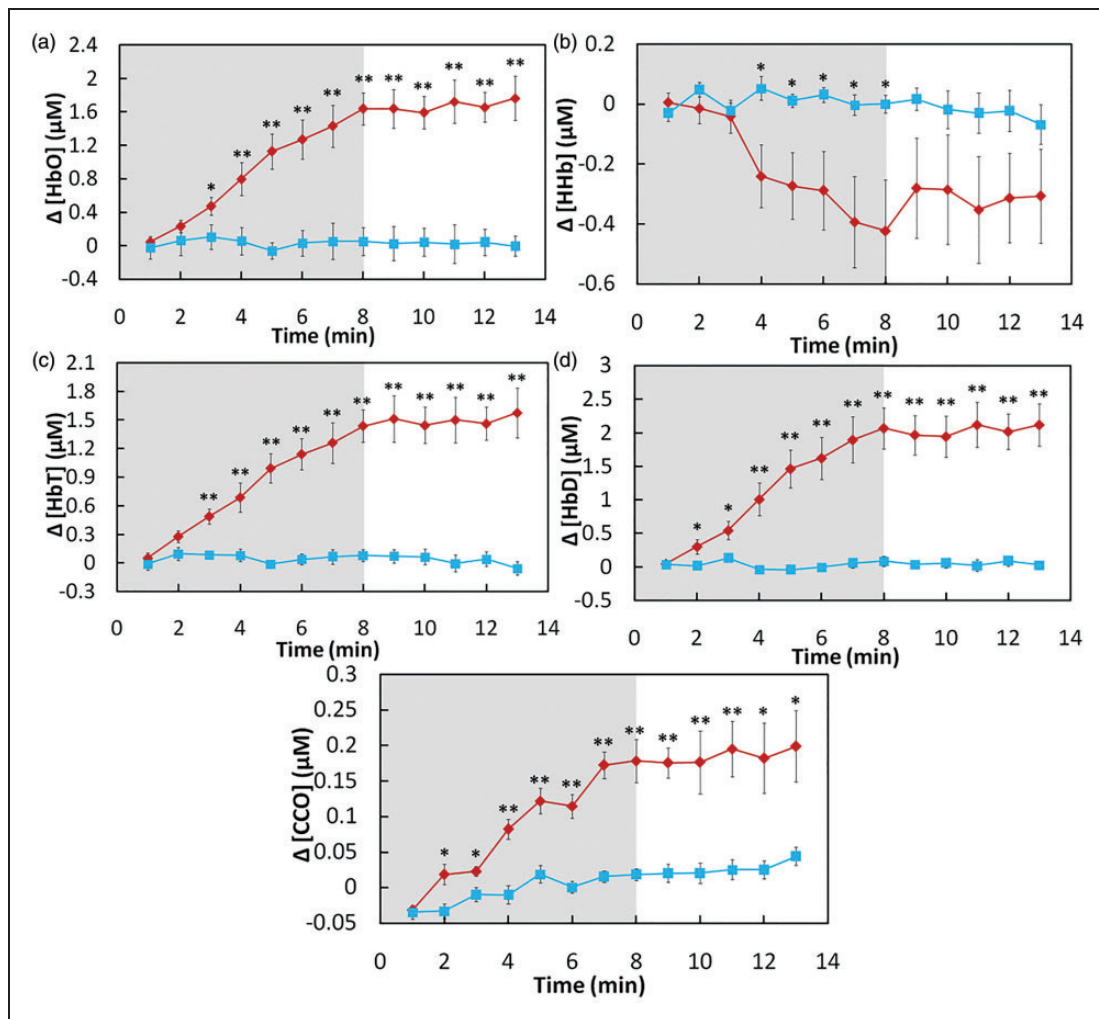 (a)
2.4
2
1.6
1.2
0.8
0.4
0
-0.4
Δ [HbO] (μM)
* ** ** ** ** ** ** ** ** ** **
0 2 4 6 8 10 12 14
Time (min)
(b)
0.2
0
-0.2
-0.4
-0.6
Δ [HHb] (μM)
* * * * *
0 2 4 6 8 10 12 14
Time (min)
(c)
2.1
1.8
1.5
1.2
0.9
0.6
0.3
0
-0.3
Δ [HbT] (μM)
** ** ** ** ** ** ** ** ** ** **
0 2 4 6 8 10 12 14
Time (min)
(d)
3
2.5
2
1.5
1
0.5
0
-0.5
Δ [HbD] (μM)
* * ** ** ** ** ** ** ** ** ** **
0 2 4 6 8 10 12 14
Time (min)
0.3
0.25
0.2
0.15
0.1
0.05
0
-0.05
Δ [CCO] (μM)
* * ** ** ** ** ** ** ** ** * *
0 2 4 6 8 10 12 14
Time (min)